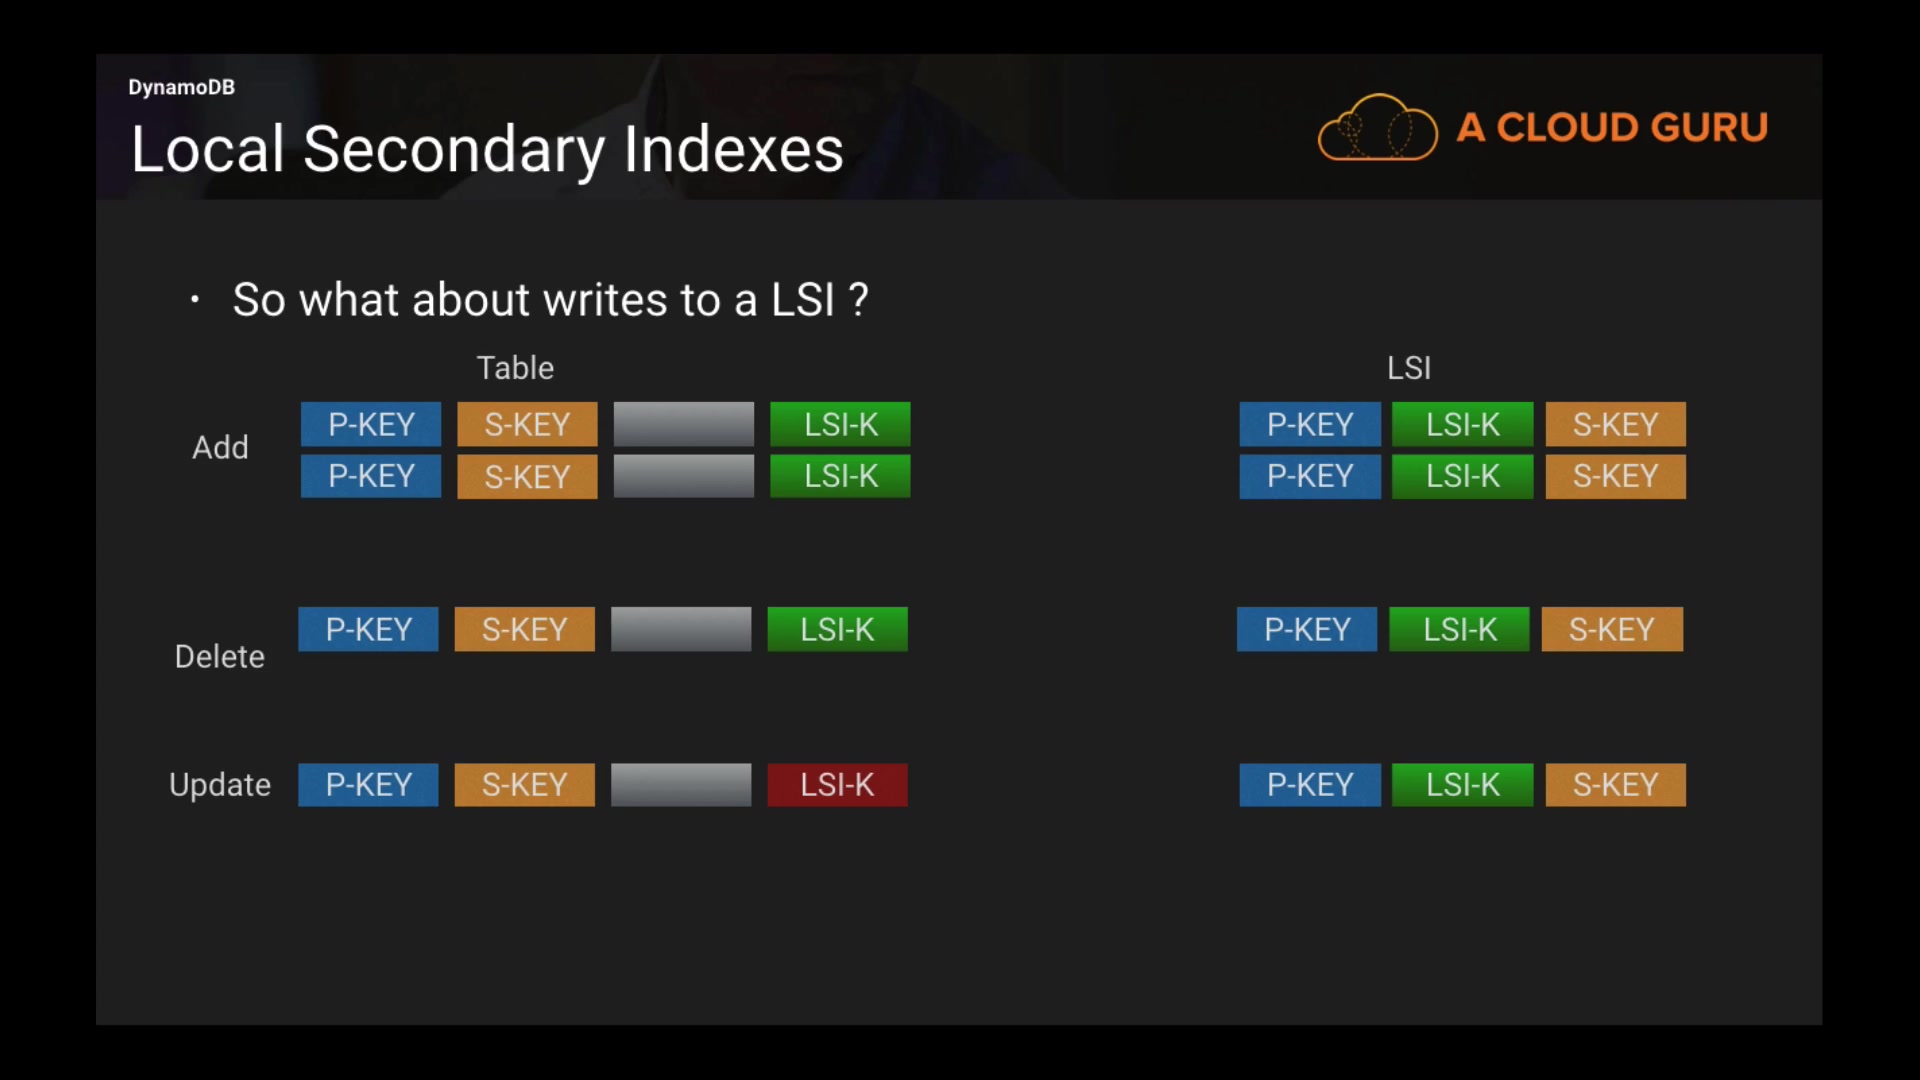 DynamoDB
Local Secondary Indexes
A CLOUD GURU
• So what about writes to a LSI ?
Table LSI
Add
P-KEY S-KEY LSI-K P-KEY LSI-K S-KEY
P-KEY S-KEY LSI-K P-KEY LSI-K S-KEY
Delete P-KEY S-KEY LSI-K P-KEY LSI-K S-KEY
Update P-KEY S-KEY LSI-K P-KEY LSI-K S-KEY